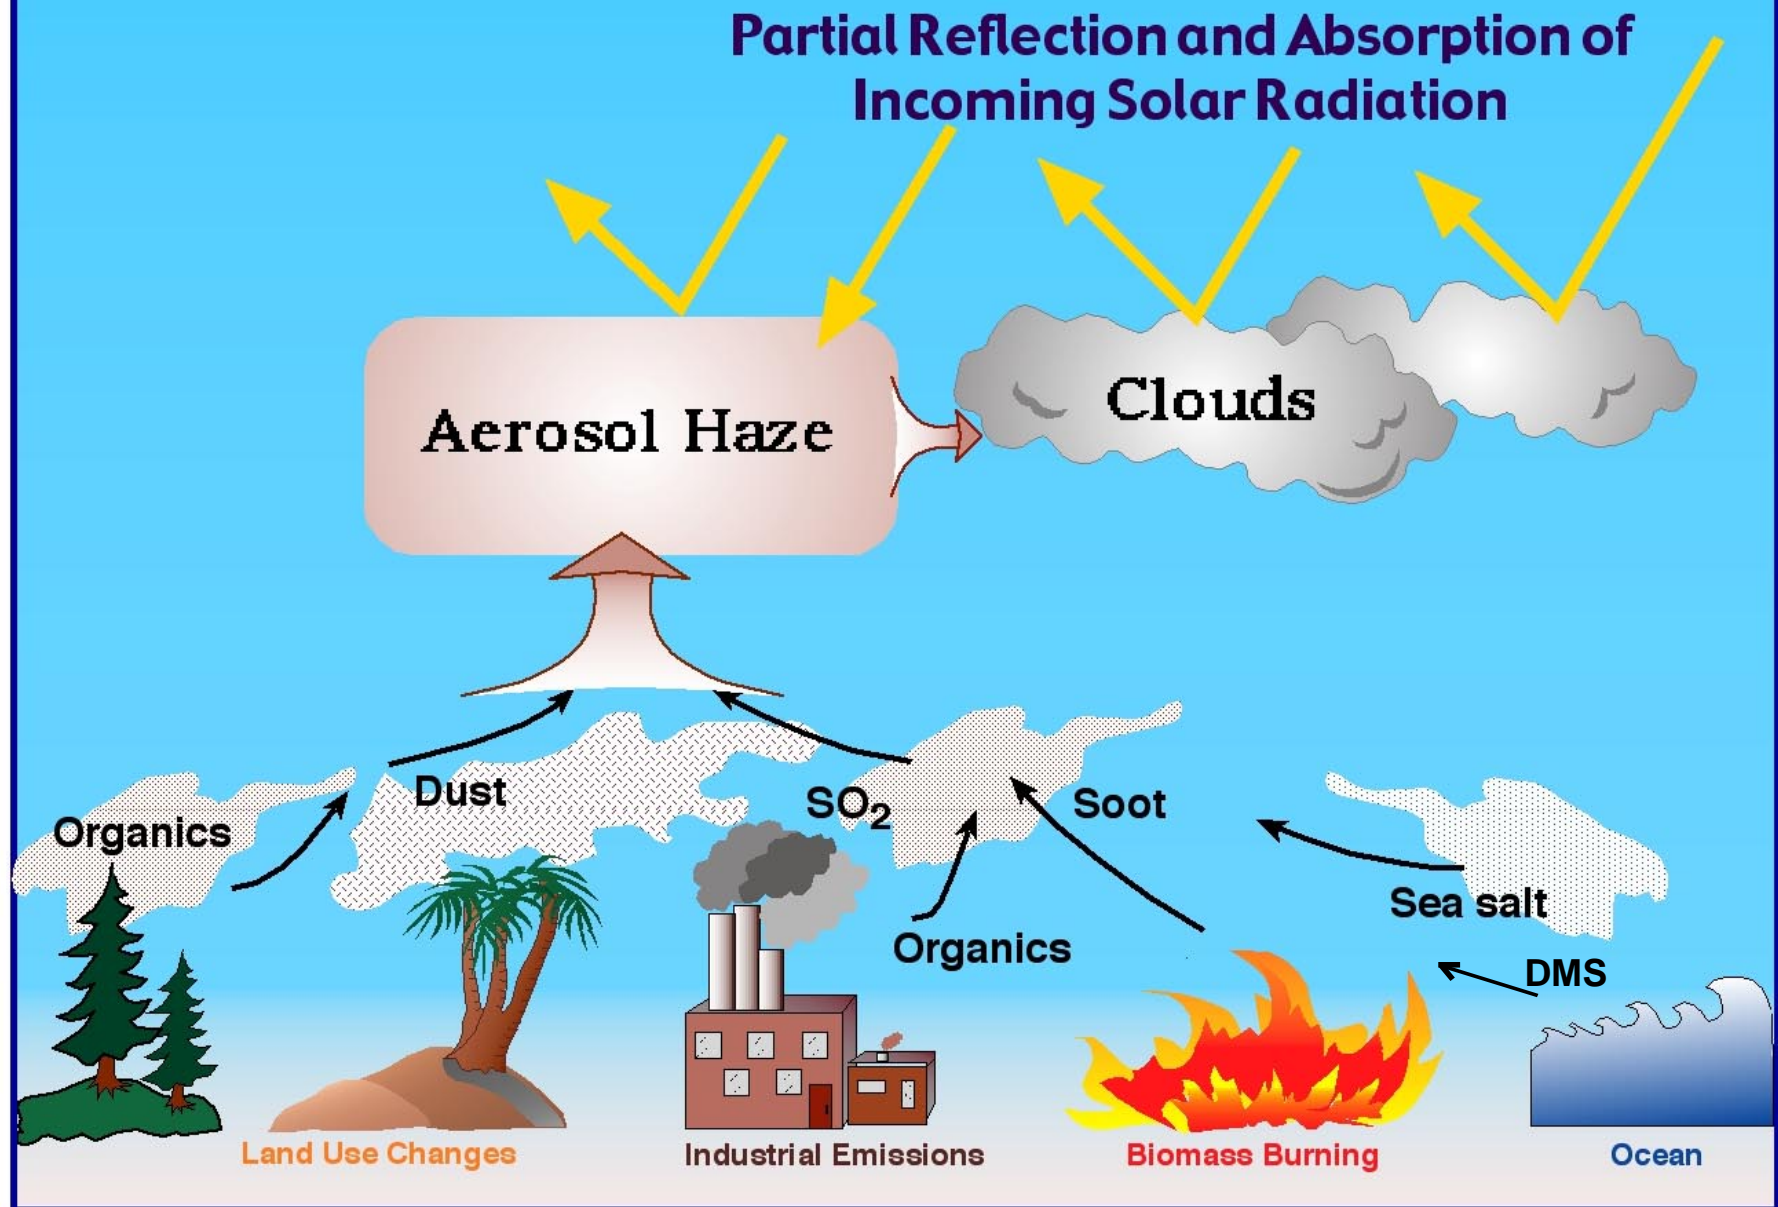 Partial Reflection and Absorption of
Incoming Solar Radiation
Aerosol Haze
Clouds
Organics
Dust
SO2
Soot
Organics
Sea salt
DMS
Land Use Changes
Industrial Emissions
Biomass Burning
Ocean